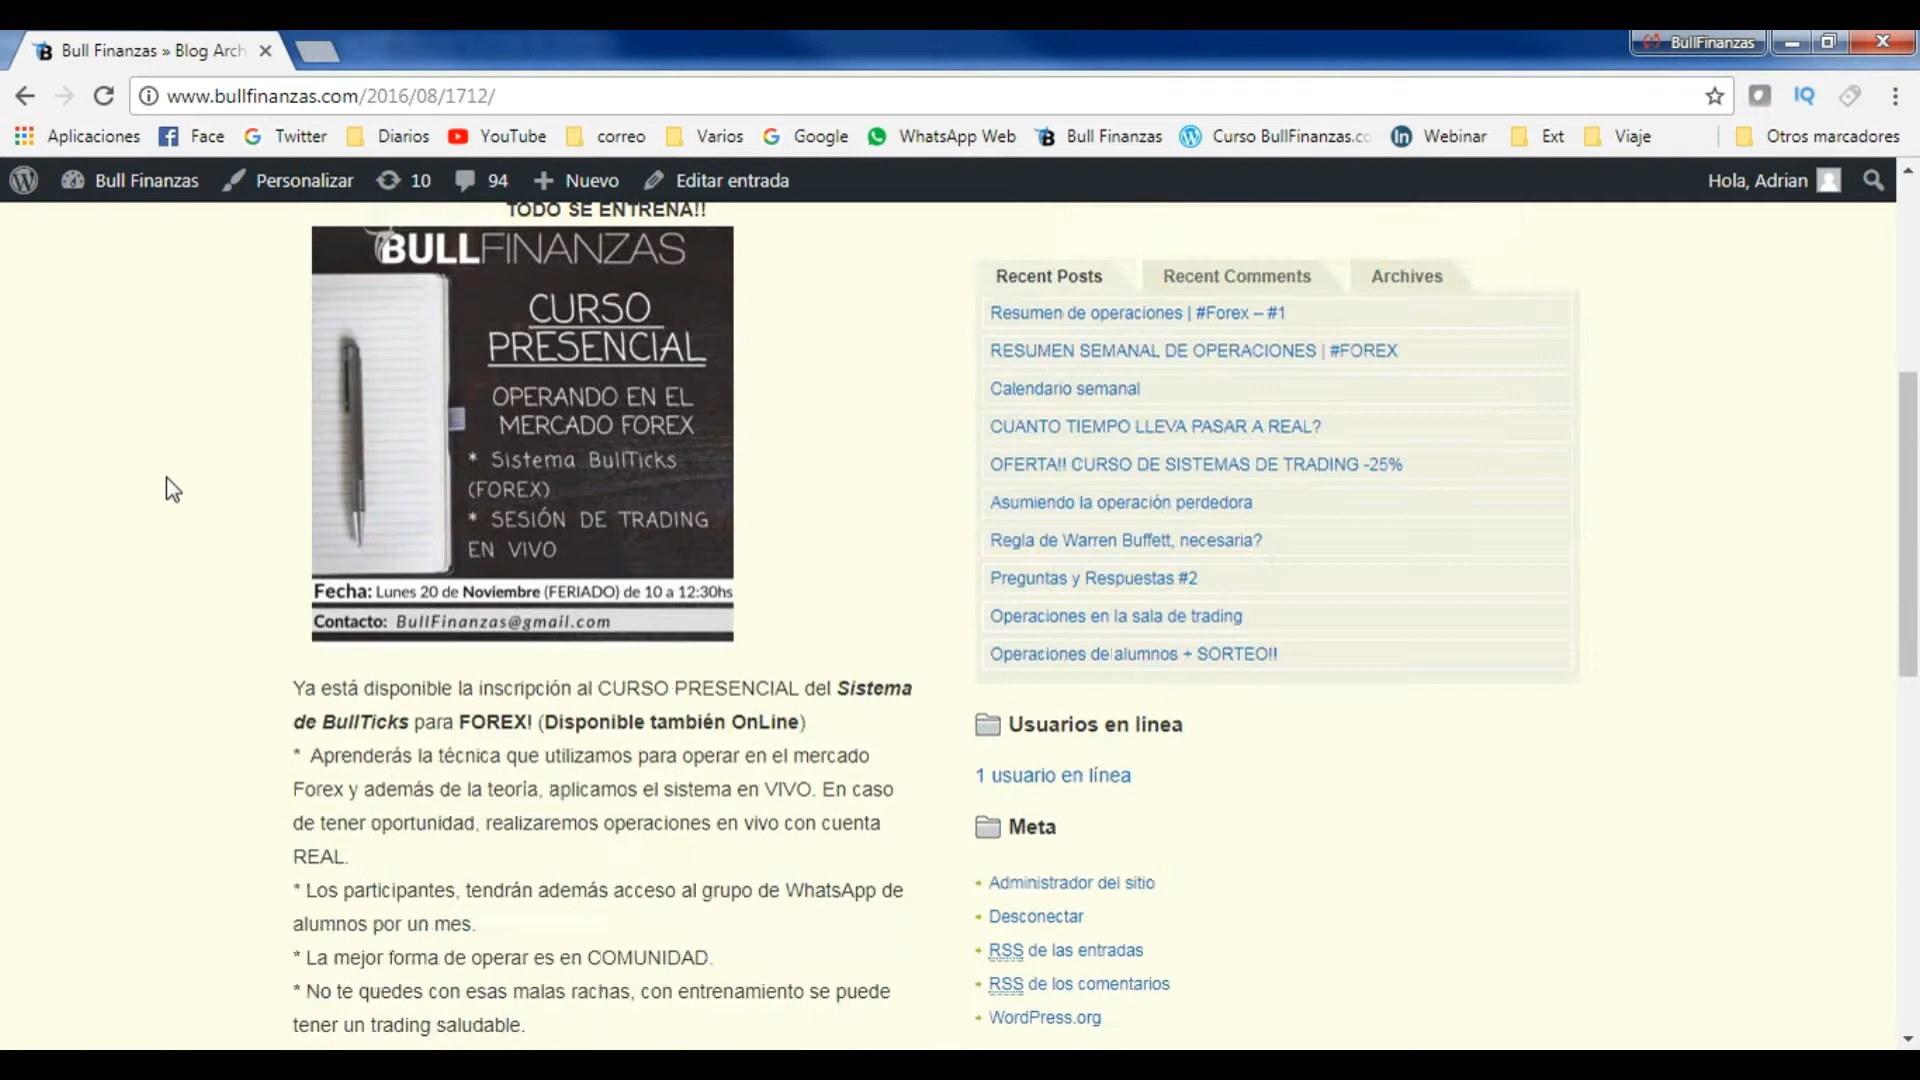 Bull Finanzas » Blog Arch
BullFinanzas
www.bullfinanzas.com/2016/08/1712/
IQ
Aplicaciones Face Twitter Diarios YouTube correo Varios Google WhatsApp Web Bull Finanzas Curso BullFinanzas.co Webinar Ext Viaje Otros marcadores
Bull Finanzas Personalizar 10 94 Nuevo Editar entrada Hola, Adrian
TODO SE ENTRENA!!
BULLFINANZAS
CURSO
PRESENCIAL
OPERANDO EN EL
MERCADO FOREX
* Sistema BullTicks
(FOREX)
* SESIÓN DE TRADING
EN VIVO
Fecha: Lunes 20 de Noviembre (FERIADO) de 10 a 12:30hs
Contacto: BullFinanzas@gmail.com
Ya está disponible la inscripción al CURSO PRESENCIAL del Sistema
de BullTicks para FOREX! (Disponible también OnLine)
* Aprenderás la técnica que utilizamos para operar en el mercado
Forex y además de la teoría, aplicamos el sistema en VIVO. En caso
de tener oportunidad, realizaremos operaciones en vivo con cuenta
REAL.
* Los participantes, tendrán además acceso al grupo de WhatsApp de
alumnos por un mes.
* La mejor forma de operar es en COMUNIDAD.
* No te quedes con esas malas rachas, con entrenamiento se puede
tener un trading saludable.
Recent Posts Recent Comments Archives
Resumen de operaciones | #Forex – #1
RESUMEN SEMANAL DE OPERACIONES | #FOREX
Calendario semanal
CUANTO TIEMPO LLEVA PASAR A REAL?
OFERTA!! CURSO DE SISTEMAS DE TRADING -25%
Asumiendo la operación perdedora
Regla de Warren Buffett, necesaria?
Preguntas y Respuestas #2
Operaciones en la sala de trading
Operaciones de alumnos + SORTEO!!
Usuarios en línea
1 usuario en línea
Meta
Administrador del sitio
Desconectar
RSS de las entradas
RSS de los comentarios
WordPress.org